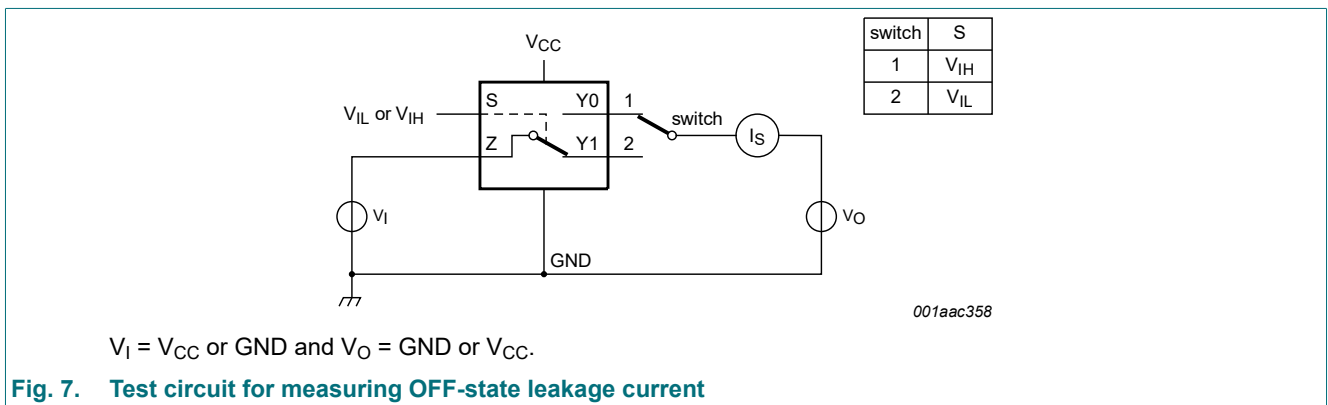 switch S
1 VIH
2 VIL
VCC
VIL or VIH
S
Y0
1
switch
IS
Z
Y1
2
VI
VO
GND
001aac358
VI = VCC or GND and VO = GND or VCC.
Fig. 7. Test circuit for measuring OFF-state leakage current